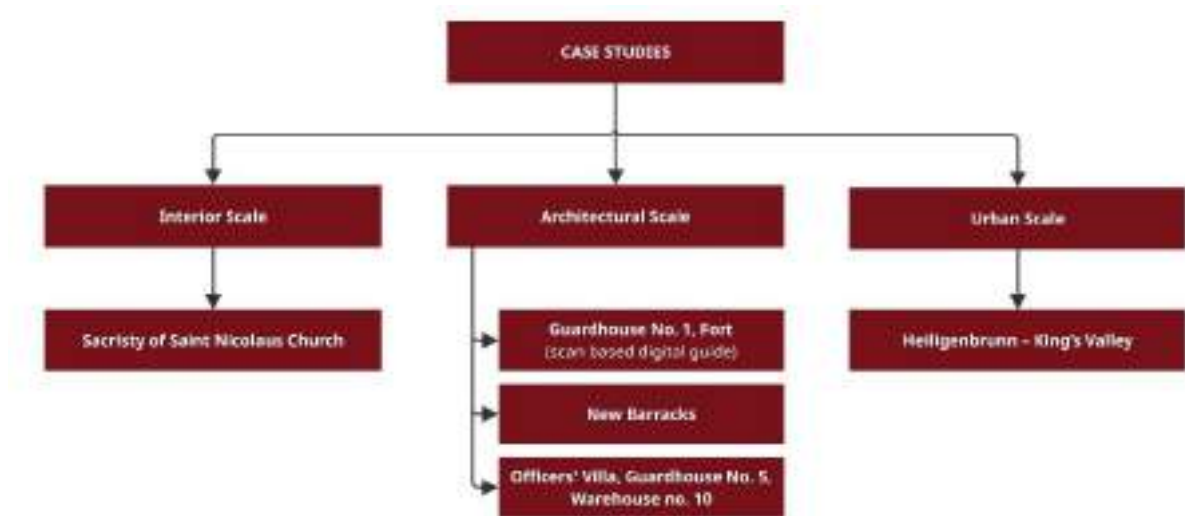 CASE STUDIES
Interior Scale
Architectural Scale
Urban Scale
Sacristy of Saint Nicolaus Church
Guardhouse No. 1, Fort
(scan based digital guide)
Heiligenbrunn – King's Valley
New Barracks
Officers' Villa, Guardhouse No. 5,
Warehouse no. 10